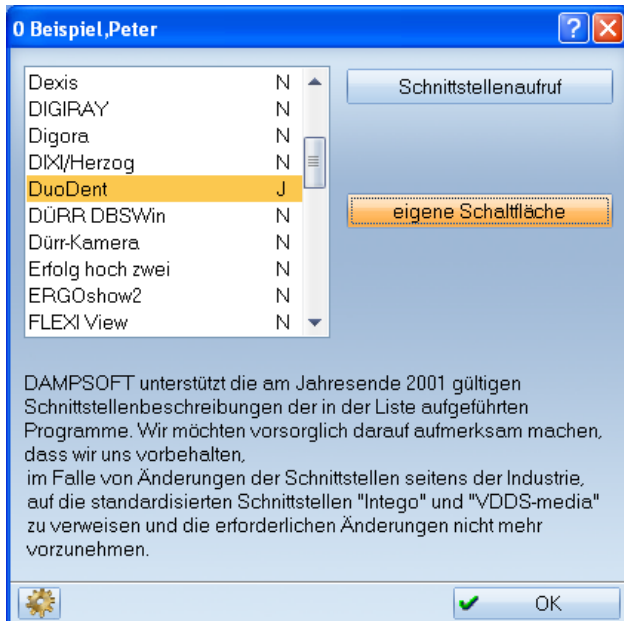 0 Beispiel,Peter
Dexis N
DIGIRAY N
Digora N
DIXI/Herzog N
DuoDent J
DÜRR DBSWin N
Dürr-Kamera N
Erfolg hoch zwei N
ERGOshow2 N
FLEXI View N
Schnittstellenaufruf
eigene Schaltfläche
DAMPSOFT unterstützt die am Jahresende 2001 gültigen
Schnittstellenbeschreibungen der in der Liste aufgeführten
Programme. Wir möchten vorsorglich darauf aufmerksam machen,
dass wir uns vorbehalten,
im Falle von Änderungen der Schnittstellen seitens der Industrie,
auf die standardisierten Schnittstellen "Intego" und "VDDS-media"
zu verweisen und die erforderlichen Änderungen nicht mehr
vorzunehmen.
OK